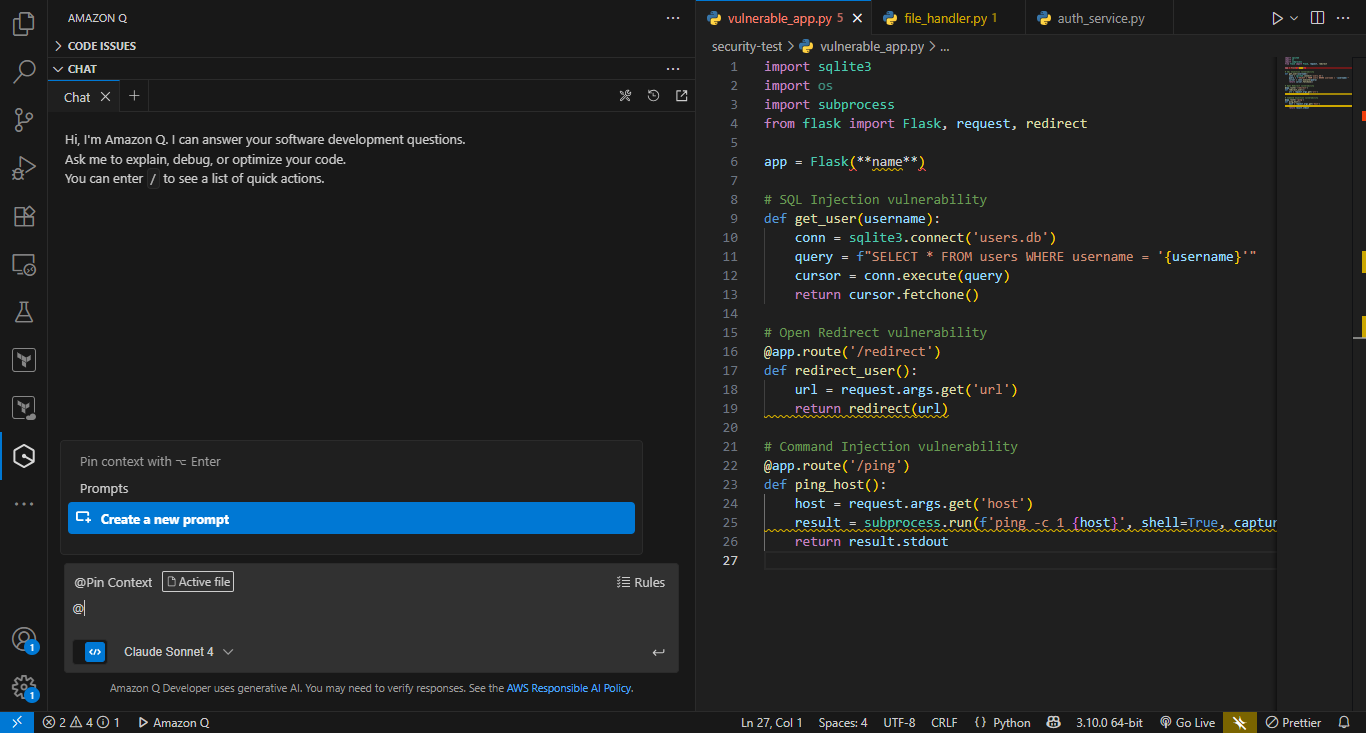 AMAZON Q
CODE ISSUES
CHAT
Chat
Hi, I'm Amazon Q. I can answer your software development questions.
Ask me to explain, debug, or optimize your code.
You can enter / to see a list of quick actions.
Pin context with ⌥ Enter
Prompts
Create a new prompt
@Pin Context Active file Rules
@
Claude Sonnet 4
Amazon Q Developer uses generative AI. You may need to verify responses. See the AWS Responsible AI Policy.
1
1
vulnerable_app.py 5 file_handler.py 1 auth_service.py
security-test > vulnerable_app.py > ...
1 import sqlite3
2 import os
3 import subprocess
4 from flask import Flask, request, redirect
5
6 app = Flask(**name**)
7
8 # SQL Injection vulnerability
9 def get_user(username):
10     conn = sqlite3.connect('users.db')
11     query = f"SELECT * FROM users WHERE username = '{username}'"
12     cursor = conn.execute(query)
13     return cursor.fetchone()
14
15 # Open Redirect vulnerability
16 @app.route('/redirect')
17 def redirect_user():
18     url = request.args.get('url')
19     return redirect(url)
20
21 # Command Injection vulnerability
22 @app.route('/ping')
23 def ping_host():
24     host = request.args.get('host')
25     result = subprocess.run(f'ping -c 1 {host}', shell=True, captur
26     return result.stdout
27
2 4 1 Amazon Q Ln 27, Col 1 Spaces: 4 UTF-8 CRLF {} Python 3.10.0 64-bit Go Live Prettier